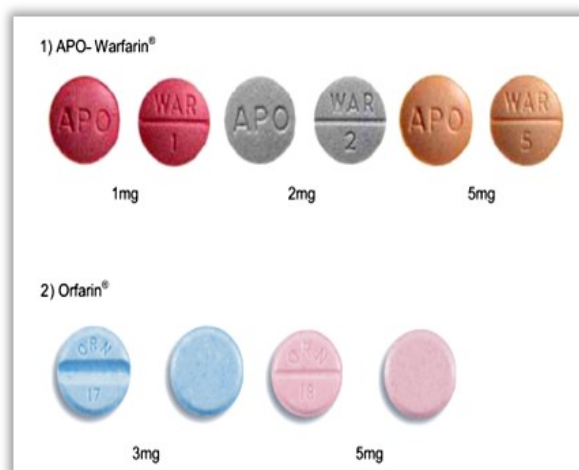 1) APO- Warfarin®
APO WAR 1 APO WAR 2 APO WAR 5
1mg 2mg 5mg
2) Orfarin®
ORN 17 ORN 18
3mg 5mg